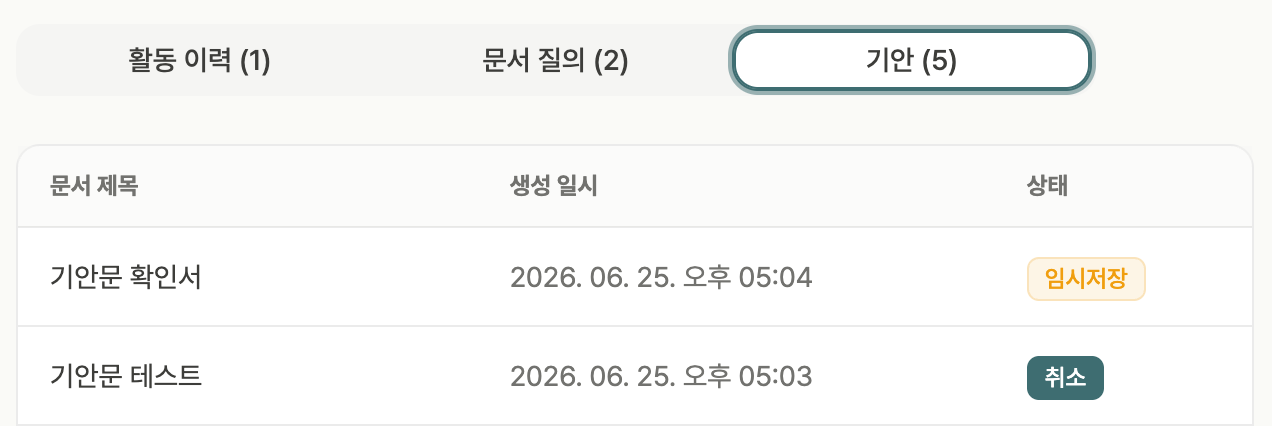 활동 이력 (1) 문서 질의 (2) 기안 (5)
문서 제목 생성 일시 상태
기안문 확인서 2026. 06. 25. 오후 05:04 임시저장
기안문 테스트 2026. 06. 25. 오후 05:03 취소